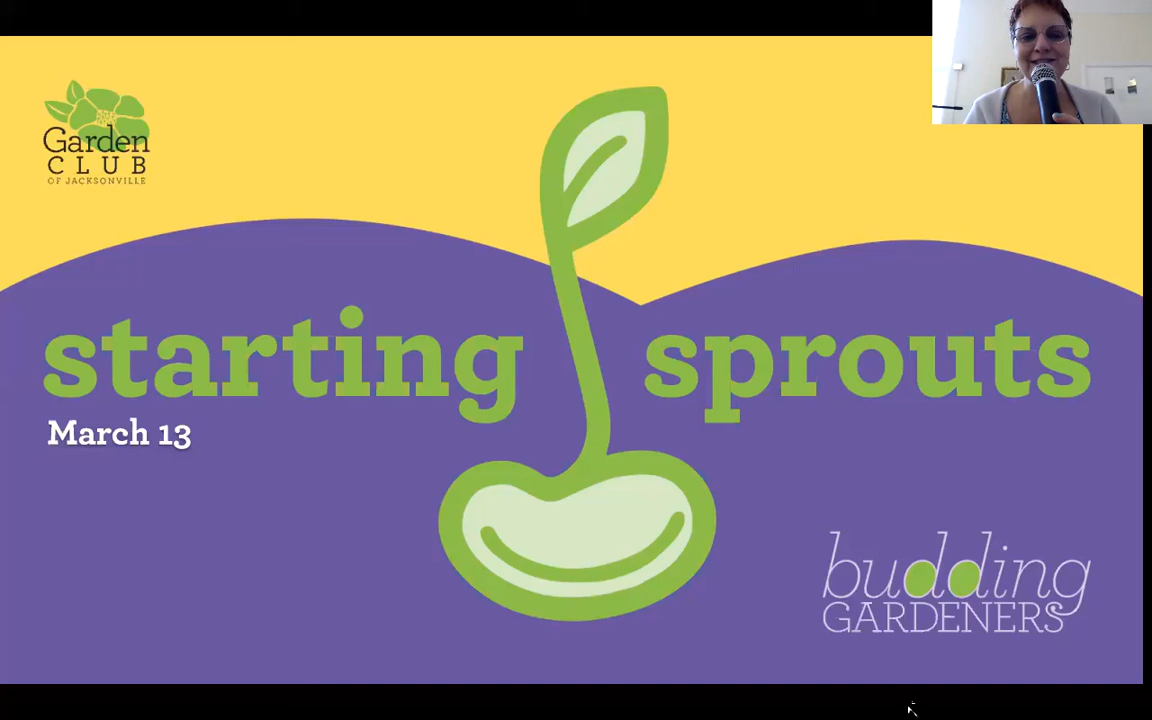 Garden
CLUB
OF JACKSONVILLE
starting sprouts
March 13
budding
GARDENERS